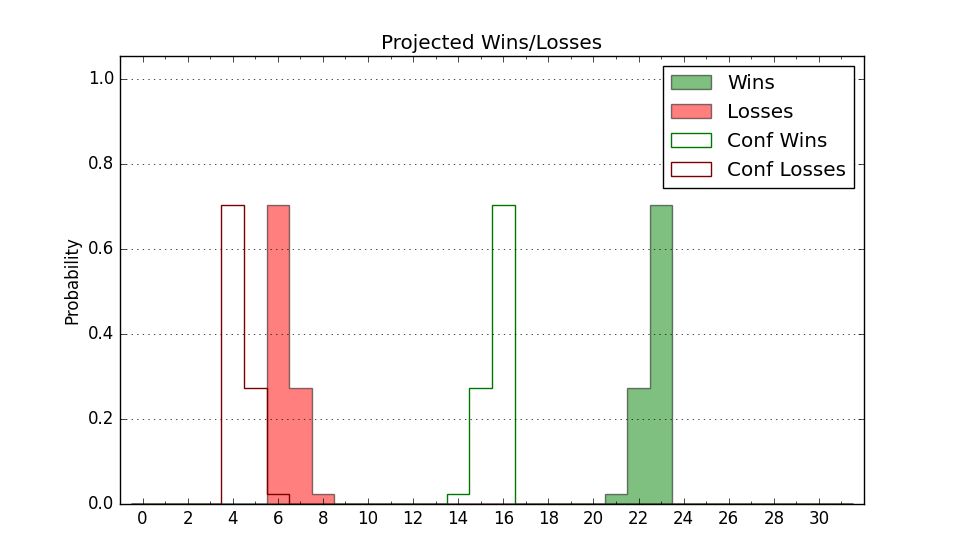 Projected Wins/Losses
1.0
0.8
0.6
0.4
0.2
0.0
Probability
Wins
Losses
Conf Wins
Conf Losses
0 2 4 6 8 10 12 14 16 18 20 22 24 26 28 30